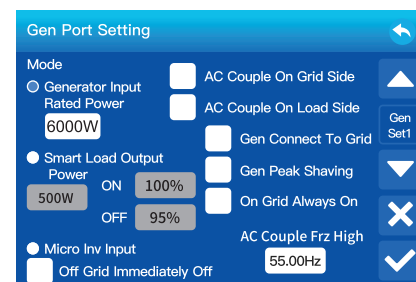 Gen Port Setting
Mode
Generator Input
Rated Power
6000W
AC Couple On Grid Side
AC Couple On Load Side
Gen Connect To Grid
Gen Peak Shaving
On Grid Always On
AC Couple Frz High
55.00Hz
Smart Load Output
Power
500W
ON 100%
OFF 95%
Micro Inv Input
Off Grid Immediately Off
Gen
Set1